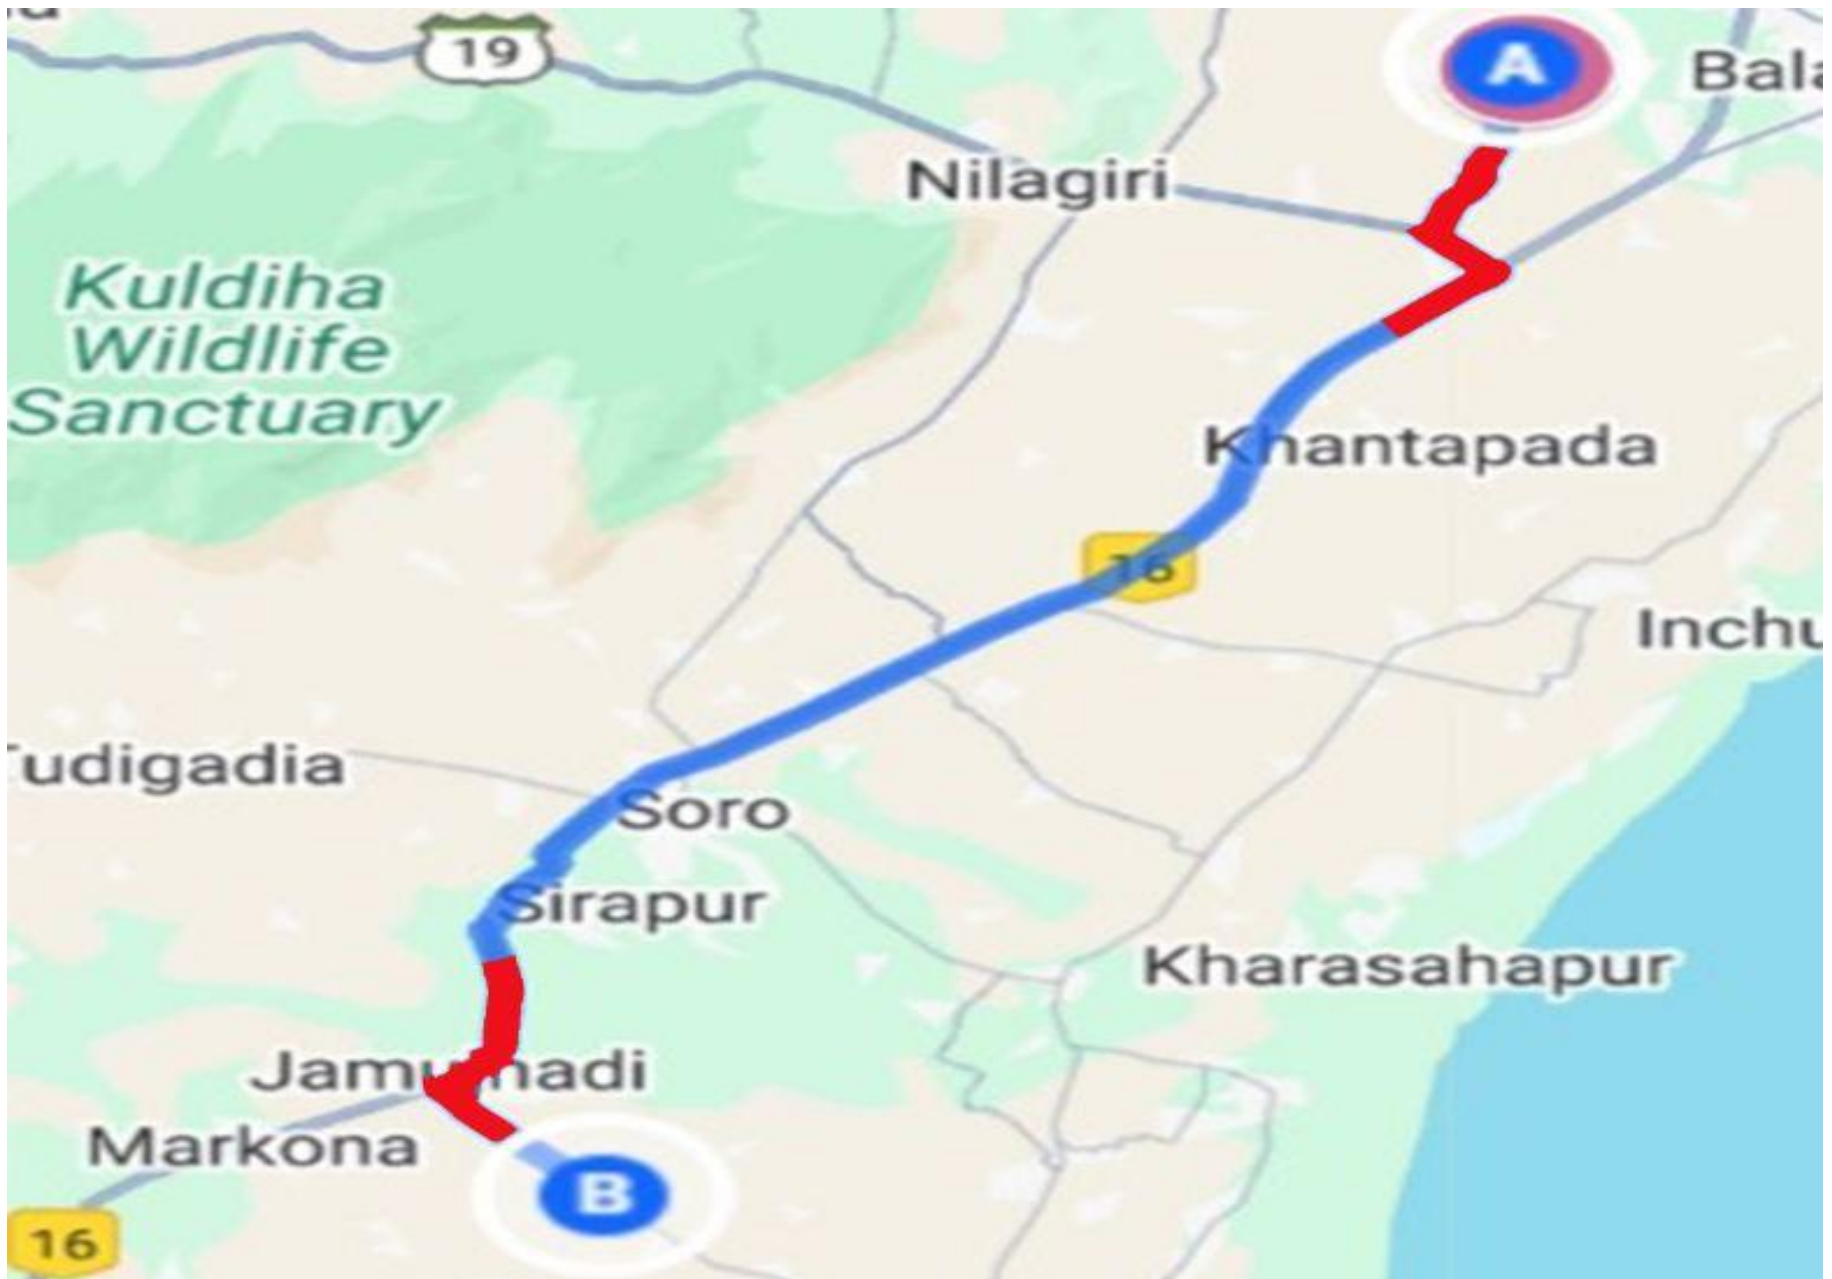 19
A
Bala
Nilagiri
Kuldiha
Wildlife
Sanctuary
Khantapada
16
Inchu
Tudigadia
Soro
Sirapur
Kharasahapur
Markona
B
16